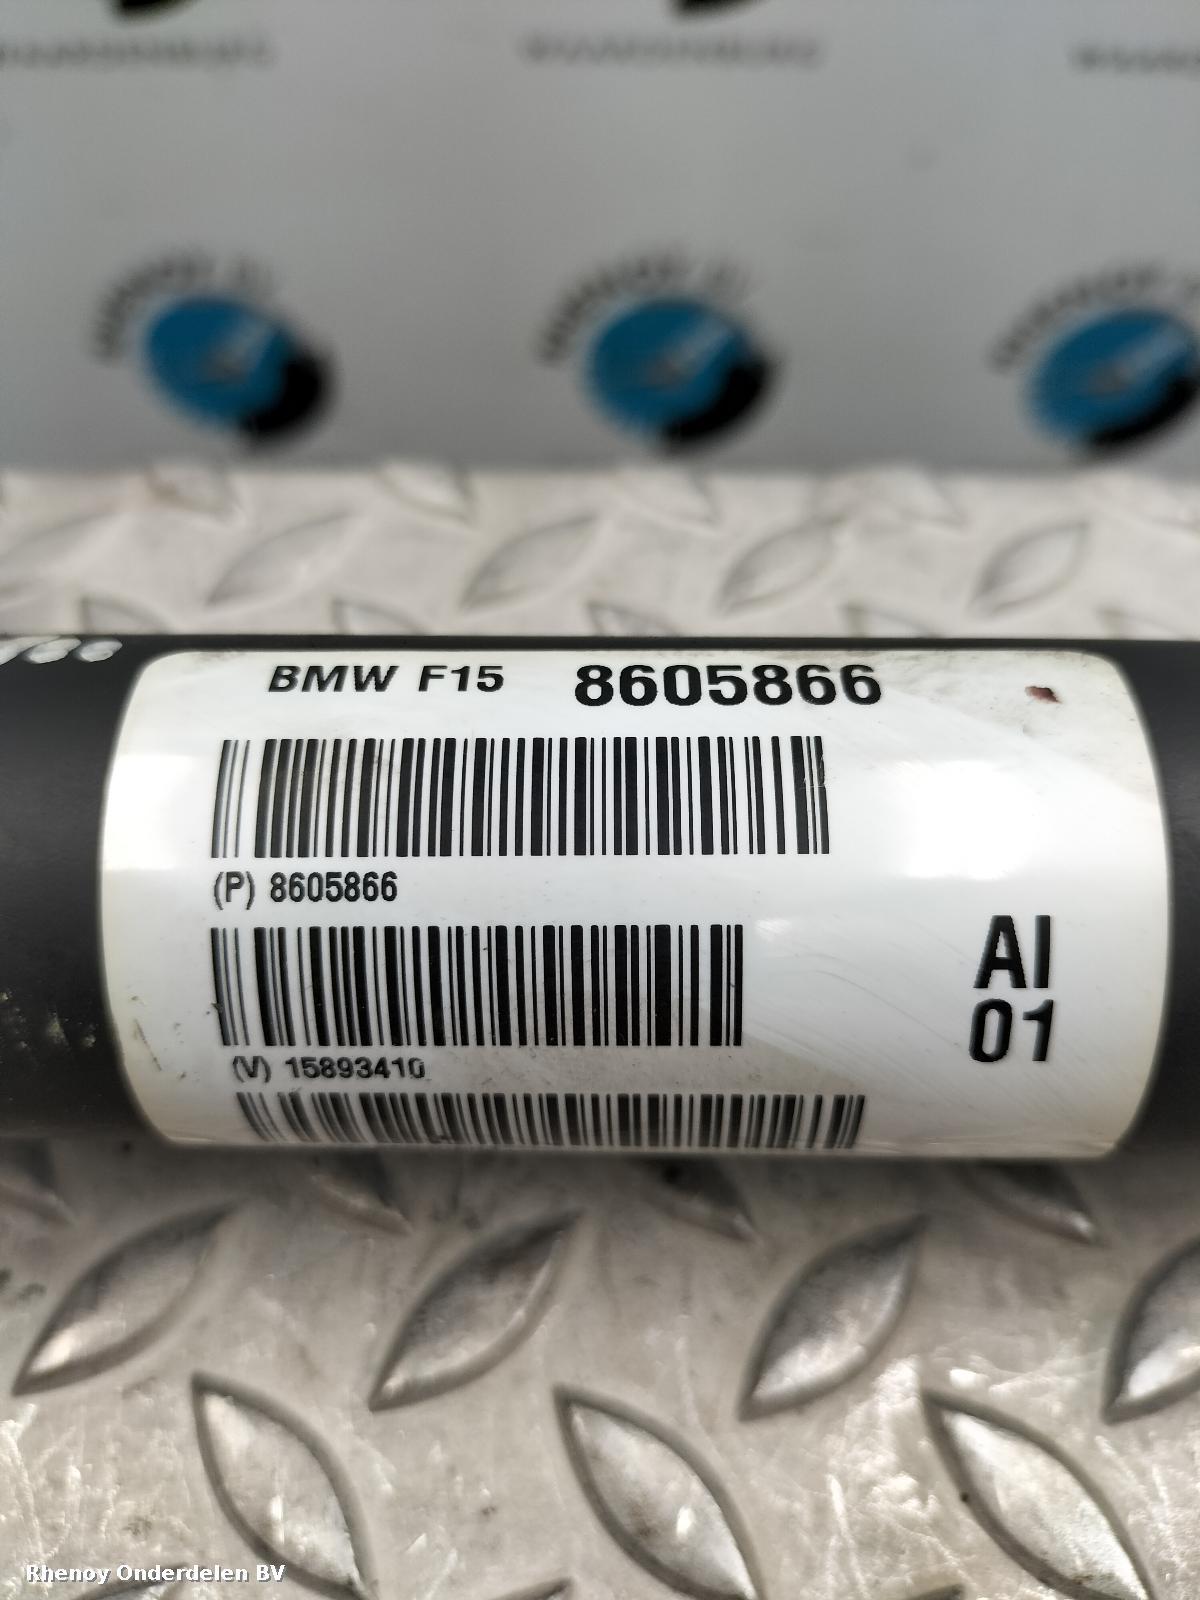 BMW F15 8605866
(P) 8605866
(V) 15893410
AI
01
Rhenoy Onderdelen BV